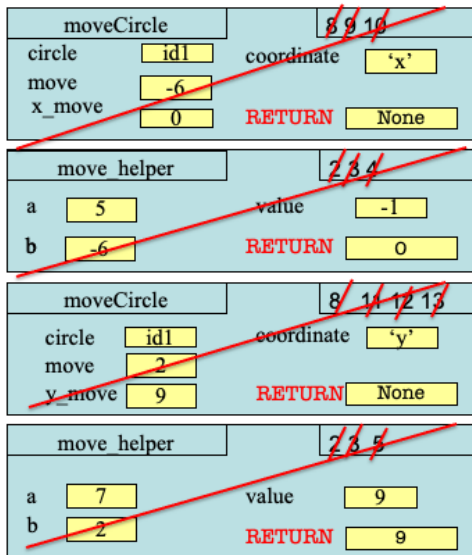 moveCircle 8 9 10
circle id1 coordinate ‘x’
move -6
x_move 0 RETURN None
move_helper 2 3 4
a 5 value -1
b -6 RETURN 0
moveCircle 8 11 12 13
circle id1 coordinate ‘y’
move 2
y_move 9 RETURN None
move_helper 2 3 5
a 7 value 9
b 2 RETURN 9